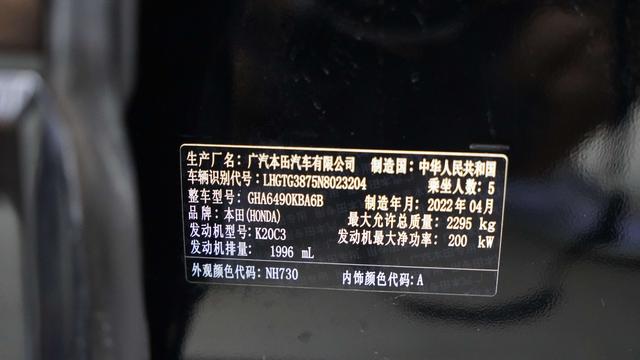 生产厂名：广汽本田汽车有限公司 制造国：中华人民共和国
车辆识别代号：LHGTG3875N8023204 乘坐人数：5
整车型号：GHA6490KBA6B 制造年月：2022年04月
品牌：本田(HONDA) 最大允许总质量：2295 kg
发动机型号：K20C3 发动机最大净功率：200 kW
发动机排量：1996 mL
外观颜色代码：NH730 内饰颜色代码：A